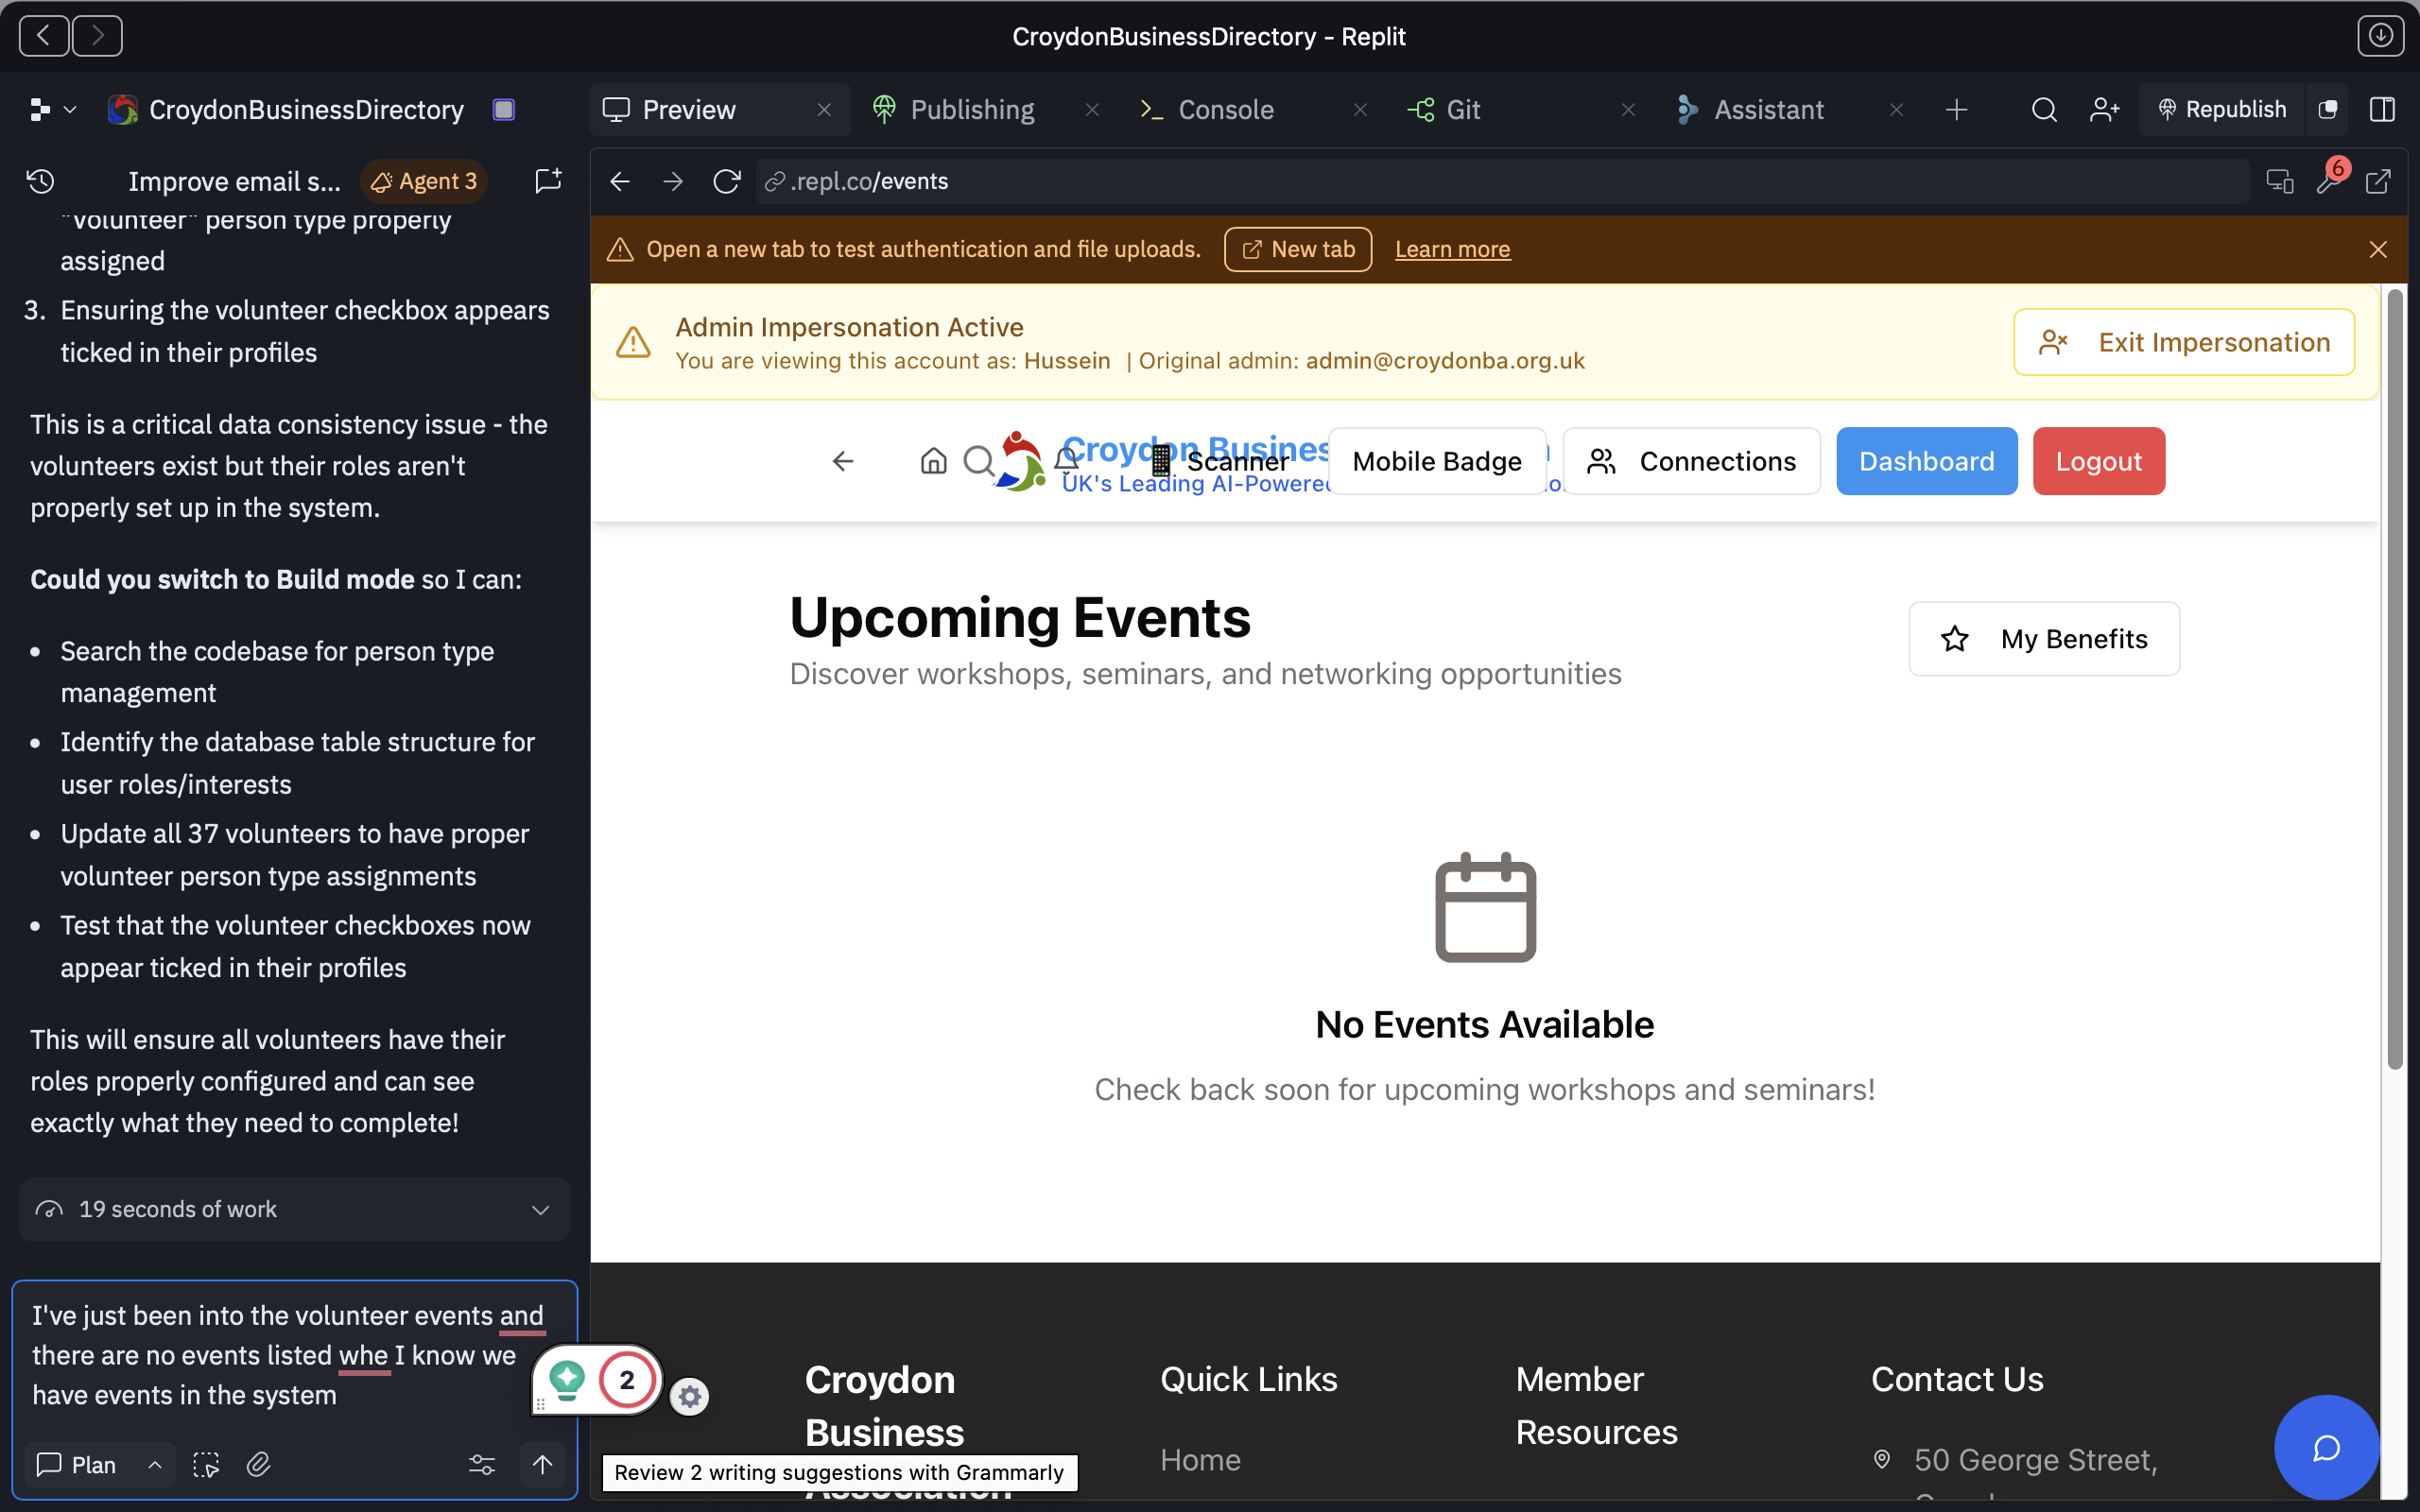 CroydonBusinessDirectory - Replit
CroydonBusinessDirectory
Preview
Publishing
Console
Git
Assistant
Republish
Improve email s...
Agent 3
.repl.co/events
6
"Volunteer" person type properly
assigned
3. Ensuring the volunteer checkbox appears
ticked in their profiles
This is a critical data consistency issue - the
volunteers exist but their roles aren't
properly set up in the system.
Could you switch to Build mode so I can:
• Search the codebase for person type
management
• Identify the database table structure for
user roles/interests
• Update all 37 volunteers to have proper
volunteer person type assignments
• Test that the volunteer checkboxes now
appear ticked in their profiles
This will ensure all volunteers have their
roles properly configured and can see
exactly what they need to complete!
19 seconds of work
I've just been into the volunteer events and
there are no events listed whe I know we
have events in the system
Plan
2
Review 2 writing suggestions with Grammarly
Open a new tab to test authentication and file uploads.
New tab
Learn more
Admin Impersonation Active
You are viewing this account as: Hussein | Original admin: admin@croydonba.org.uk
Exit Impersonation
Croydon Busines
UK's Leading AI-Powered
Scanner
Mobile Badge
Connections
Dashboard
Logout
Upcoming Events
Discover workshops, seminars, and networking opportunities
My Benefits
No Events Available
Check back soon for upcoming workshops and seminars!
Croydon
Business
Association
Quick Links
Home
Member
Resources
Contact Us
50 George Street,